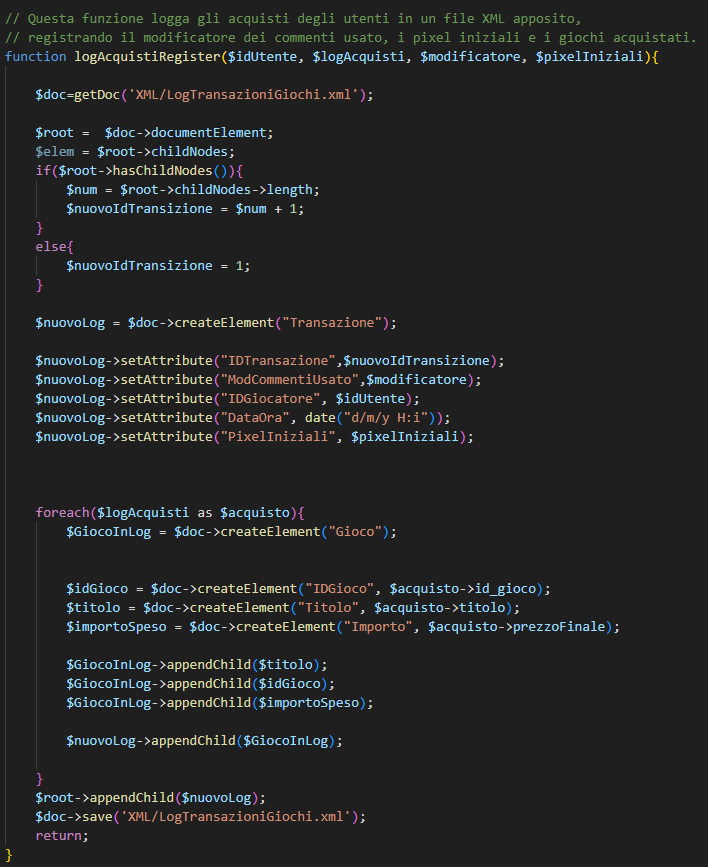 // Questa funzione logga gli acquisti degli utenti in un file XML apposito,
// registrando il modificatore dei commenti usato, i pixel iniziali e i giochi acquistati.
function logAcquistiRegister($idUtente, $logAcquisti, $modificatore, $pixelIniziali){
$doc=getDoc('XML/LogTransazioniGiochi.xml');
$root =  $doc->documentElement;
$elem = $root->childNodes;
if($root->hasChildNodes()){
$num = $root->childNodes->length;
$nuovoIdTransizione = $num + 1;
}
else{
$nuovoIdTransizione = 1;
}
$nuovoLog = $doc->createElement("Transazione");
$nuovoLog->setAttribute("IDTransazione",$nuovoIdTransizione);
$nuovoLog->setAttribute("ModCommentiUsato",$modificatore);
$nuovoLog->setAttribute("IDGiocatore", $idUtente);
$nuovoLog->setAttribute("DataOra", date("d/m/y H:i"));
$nuovoLog->setAttribute("PixelIniziali", $pixelIniziali);
foreach($logAcquisti as $acquisto){
$GiocoInLog = $doc->createElement("Gioco");
$idGioco = $doc->createElement("IDGioco", $acquisto->id_gioco);
$titolo = $doc->createElement("Titolo", $acquisto->titolo);
$importoSpeso = $doc->createElement("Importo", $acquisto->prezzoFinale);
$GiocoInLog->appendChild($titolo);
$GiocoInLog->appendChild($idGioco);
$GiocoInLog->appendChild($importoSpeso);
$nuovoLog->appendChild($GiocoInLog);
}
$root->appendChild($nuovoLog);
$doc->save('XML/LogTransazioniGiochi.xml');
return;
}